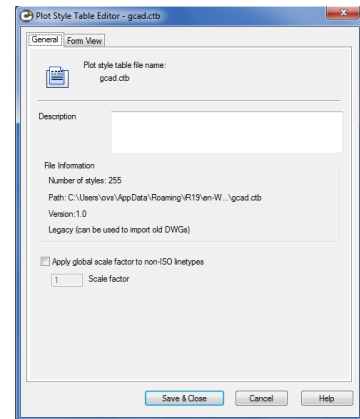 Plot Style Table Editor - gcad.ctb
General Form View
Plot style table file name:
gcad.ctb
Description
File Information
Number of styles: 255
Path: C:\Users\ovs\AppData\Roaming\R19\en-W...\gcad.ctb
Version:1.0
Legacy (can be used to import old DWGs)
Apply global scale factor to non-ISO linetypes
1 Scale factor
Save & Close Cancel Help